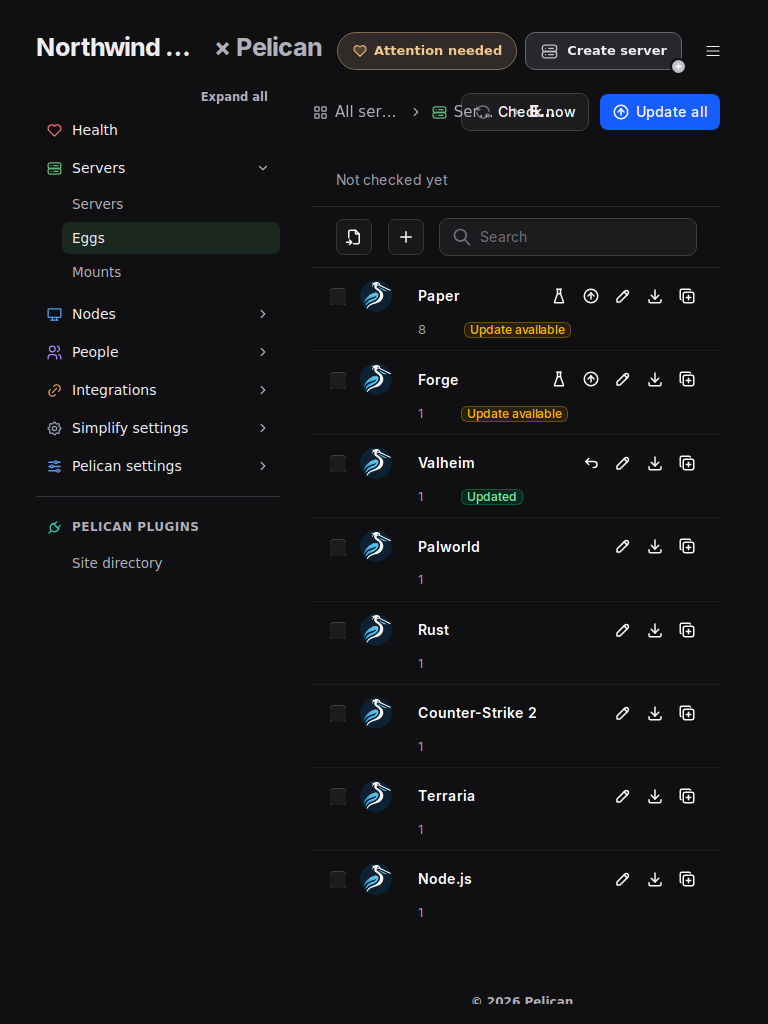 Northwind ... × Pelican
Attention needed
Create server
Expand all
Health
Servers
Servers
Eggs
Mounts
Nodes
People
Integrations
Simplify settings
Pelican settings
PELICAN PLUGINS
Site directory
All ser...
Ser...
Check now
Update all
Not checked yet
Search
Paper
8 Update available
Forge
1 Update available
Valheim
1 Updated
Palworld
1
Rust
1
Counter-Strike 2
1
Terraria
1
Node.js
1
© 2026 Pelican